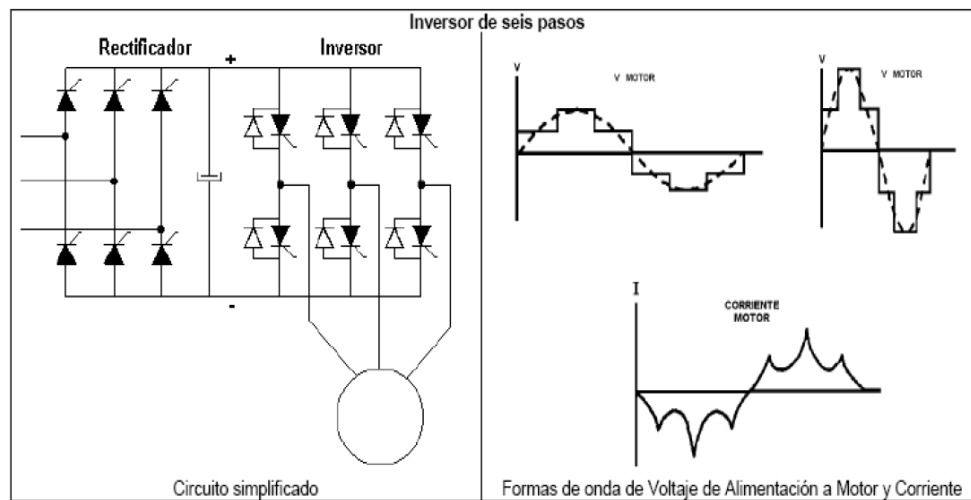 Inversor de seis pasos
Rectificador
+
Inversor
-
Circuito simplificado
V
V MOTOR
V
V MOTOR
I
CORRIENTE
MOTOR
Formas de onda de Voltaje de Alimentación a Motor y Corriente